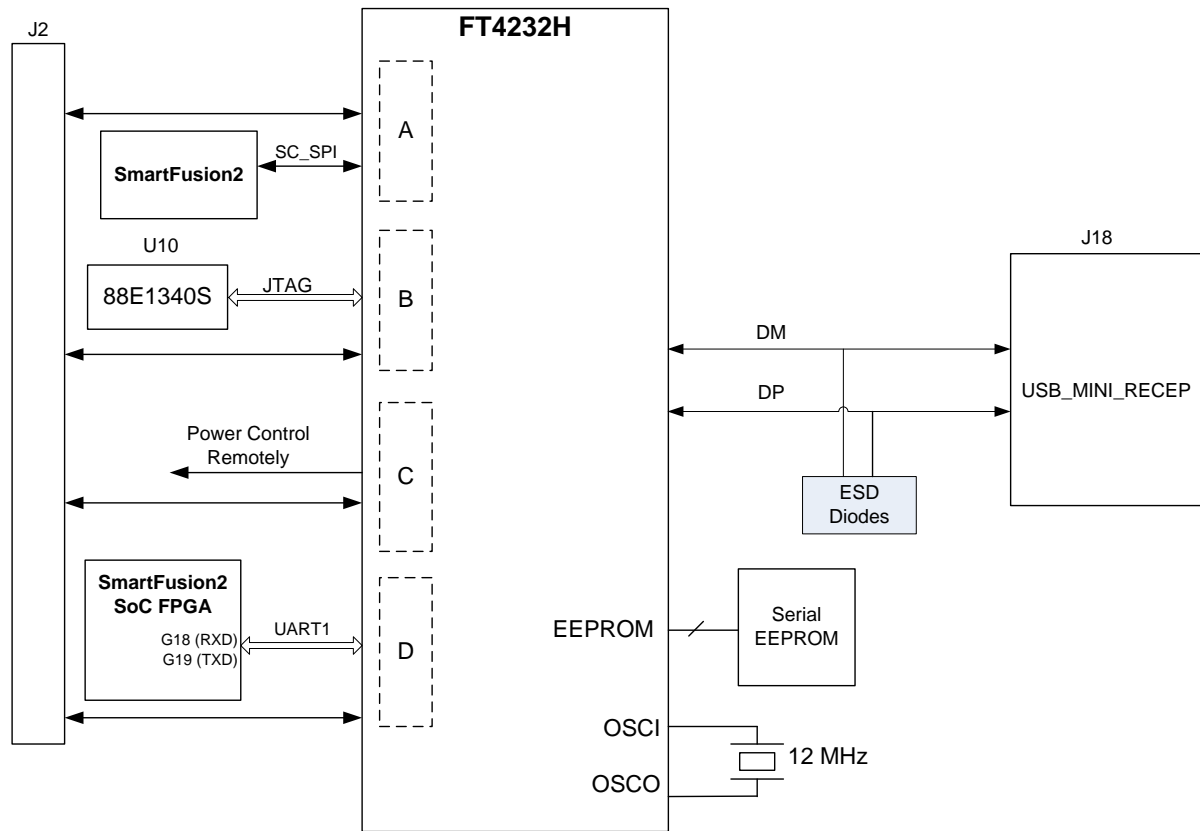 J2
FT4232H
A
SC_SPI
SmartFusion2
U10
88E1340S
JTAG
B
Power Control
Remotely
C
SmartFusion2
SoC FPGA
G18 (RXD)
G19 (TXD)
UART1
D
DM
DP
ESD
Diodes
J18
USB_MINI_RECEP
EEPROM
Serial
EEPROM
OSCI
12 MHz
OSCO